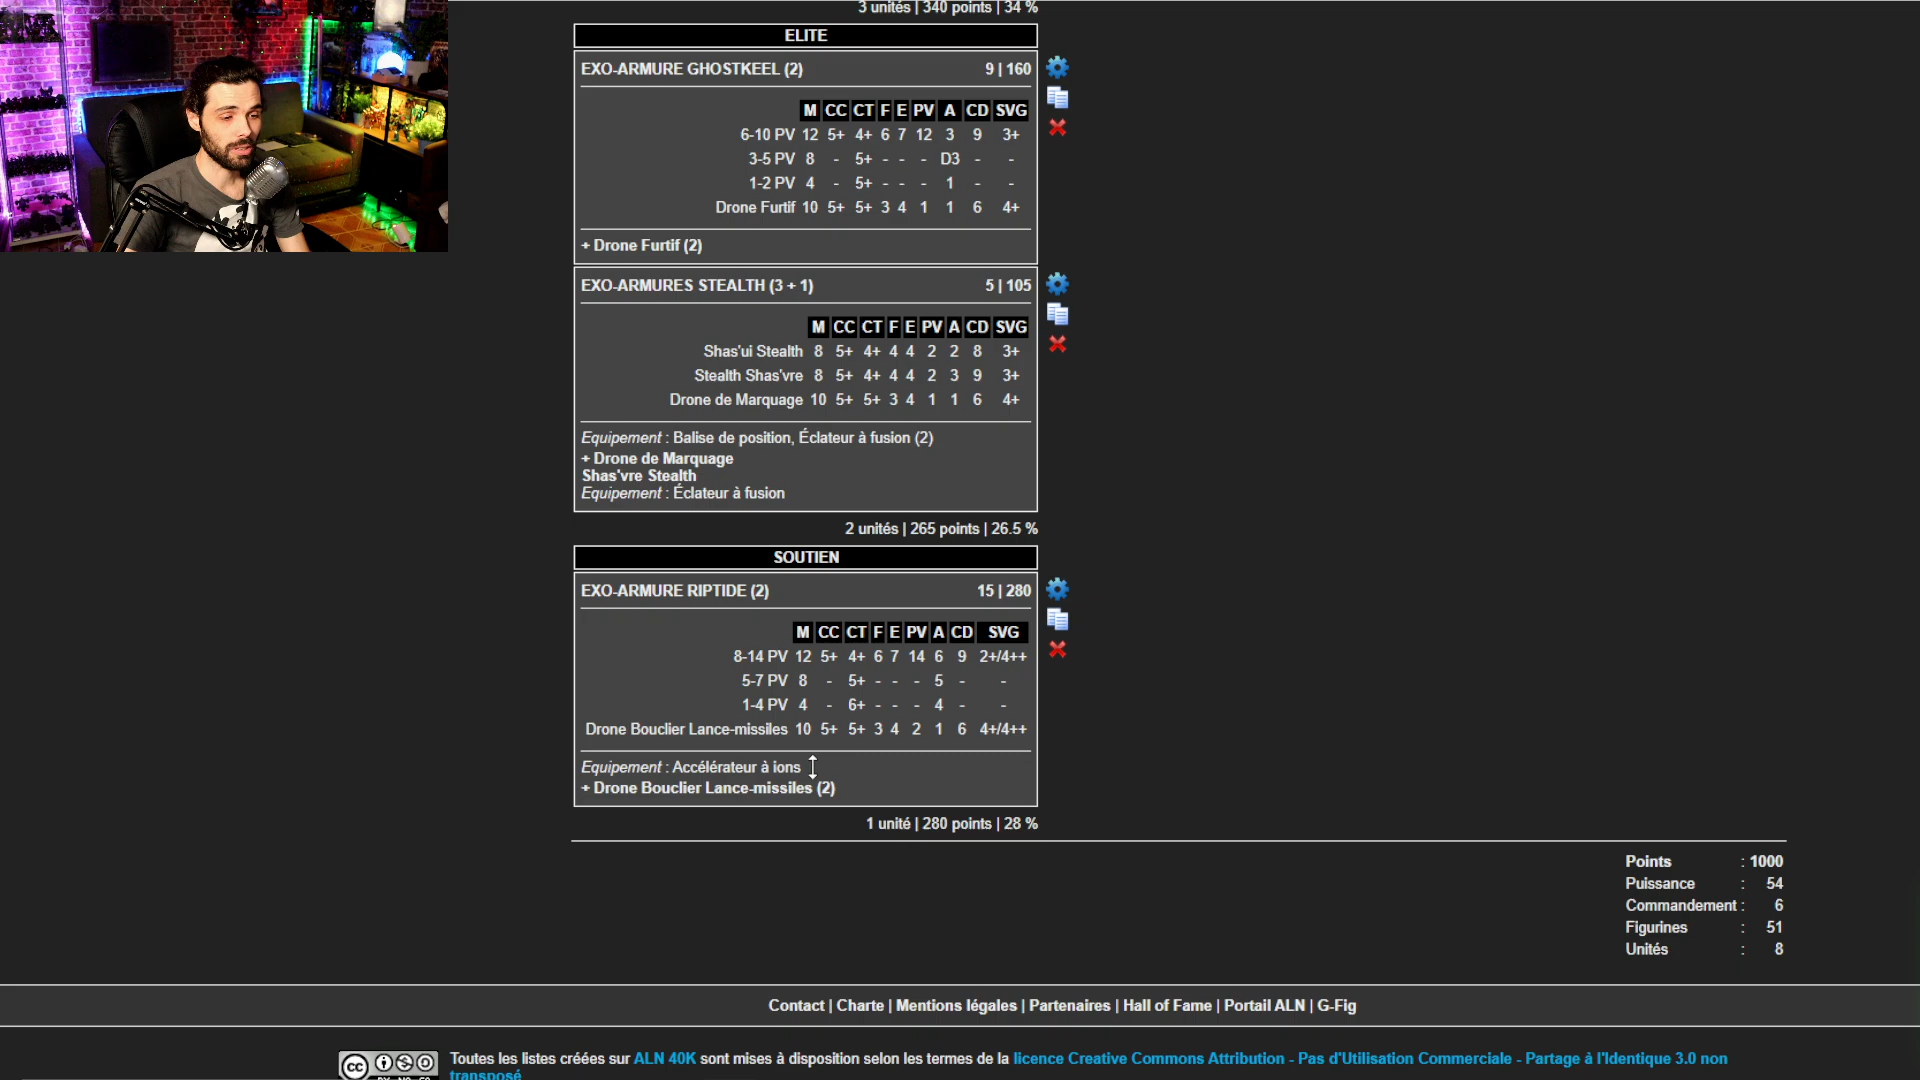 3 unités | 340 points | 34 %
ELITE
EXO-ARMURE GHOSTKEEL (2) 9 | 160
M CC CT F E PV A CD SVG
6-10 PV 12 5+ 4+ 6 7 12 3 9 3+
3-5 PV 8 - 5+ - - - D3 - -
1-2 PV 4 - 5+ - - - 1 - -
Drone Furtif 10 5+ 5+ 3 4 1 1 6 4+
+ Drone Furtif (2)
EXO-ARMURES STEALTH (3 + 1) 5 | 105
M CC CT F E PV A CD SVG
Shas'ui Stealth 8 5+ 4+ 4 4 2 2 8 3+
Stealth Shas'vre 8 5+ 4+ 4 4 2 3 9 3+
Drone de Marquage 10 5+ 5+ 3 4 1 1 6 4+
Equipement : Balise de position, Éclateur à fusion (2)
+ Drone de Marquage
Shas'vre Stealth
Equipement : Éclateur à fusion
2 unités | 265 points | 26.5 %
SOUTIEN
EXO-ARMURE RIPTIDE (2) 15 | 280
M CC CT F E PV A CD SVG
8-14 PV 12 5+ 4+ 6 7 14 6 9 2+/4++
5-7 PV 8 - 5+ - - - 5 - -
1-4 PV 4 - 6+ - - - 4 - -
Drone Bouclier Lance-missiles 10 5+ 5+ 3 4 2 1 6 4+/4++
Equipement : Accélérateur à ions
+ Drone Bouclier Lance-missiles (2)
1 unité | 280 points | 28 %
Points : 1000
Puissance : 54
Commandement : 6
Figurines : 51
Unités : 8
Contact | Charte | Mentions légales | Partenaires | Hall of Fame | Portail ALN | G-Fig
cc Toutes les listes créées sur ALN 40K sont mises à disposition selon les termes de la licence Creative Commons Attribution - Pas d'Utilisation Commerciale - Partage à l'Identique 3.0 non
transposé